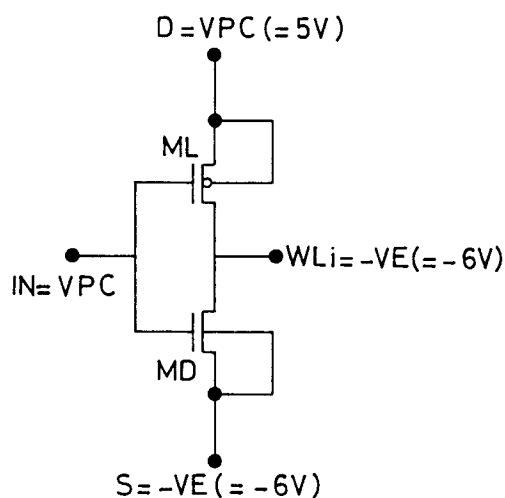 D=VPC(=5V)
ML
WLi=-VE(=-6V)
IN=VPC
MD
S=-VE(=-6V)